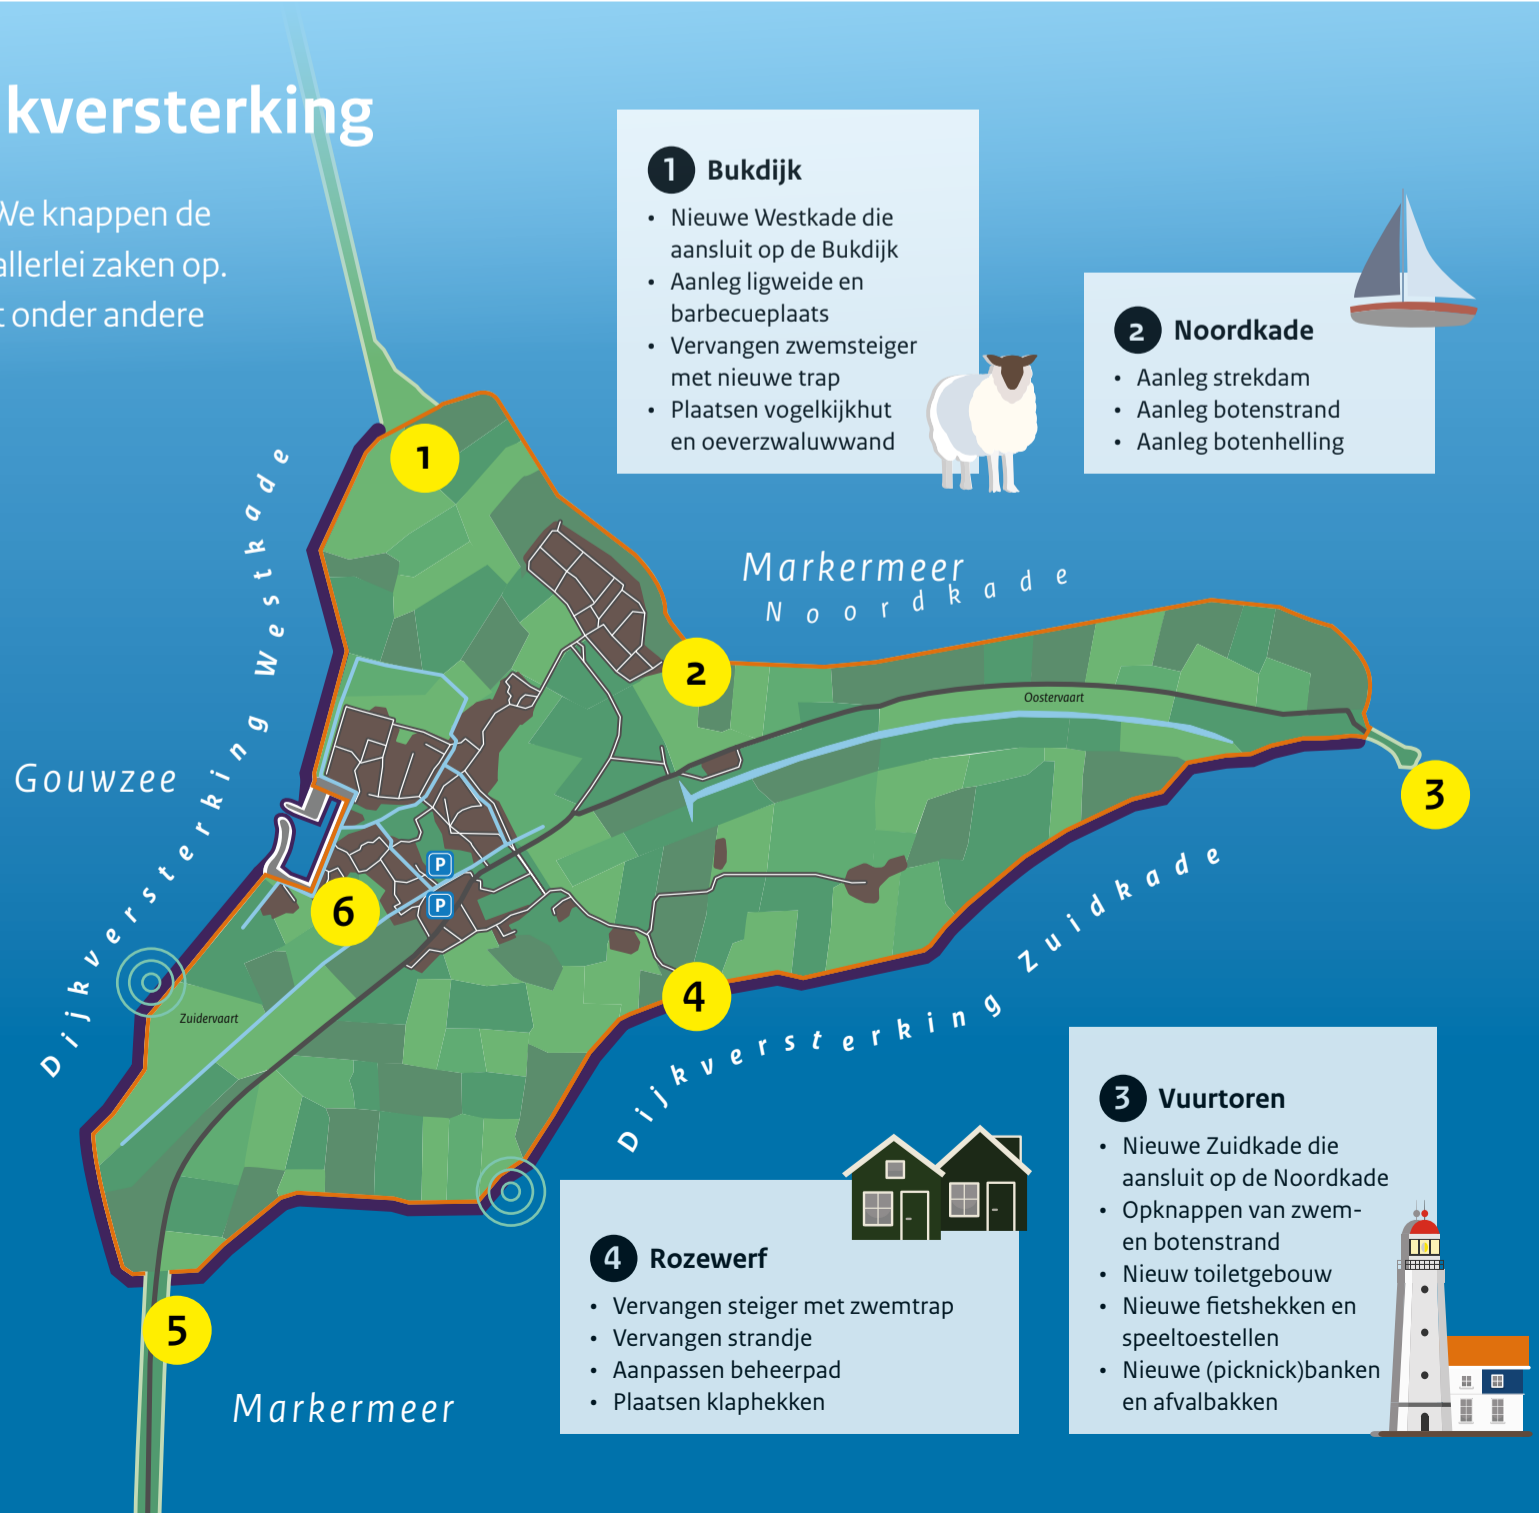 kversterking
We knappen de
allerlei zaken op.
t onder andere
1 Bukdijk
• Nieuwe Westkade die
aansluit op de Bukdijk
• Aanleg ligweide en
barbecueplaats
• Vervangen zwemsteiger
met nieuwe trap
• Plaatsen vogelkijkhut
en oeverzwaluwwand
2 Noordkade
• Aanleg strekdam
• Aanleg botenstrand
• Aanleg botenhelling
1
Dijkversterking Westkade
Markermeer
Noordkade
2
Oostervaart
Gouwzee
3
P
P
6
Dijkversterking Zuidkade
4
Zuidervaart
5
Markermeer
4 Rozewerf
• Vervangen steiger met zwemtrap
• Vervangen strandje
• Aanpassen beheerpad
• Plaatsen klaphekken
3 Vuurtoren
• Nieuwe Zuidkade die
aansluit op de Noordkade
• Opknappen van zwem-
en botenstrand
• Nieuw toiletgebouw
• Nieuwe fietshekken en
speeltoestellen
• Nieuwe (picknick)banken
en afvalbakken